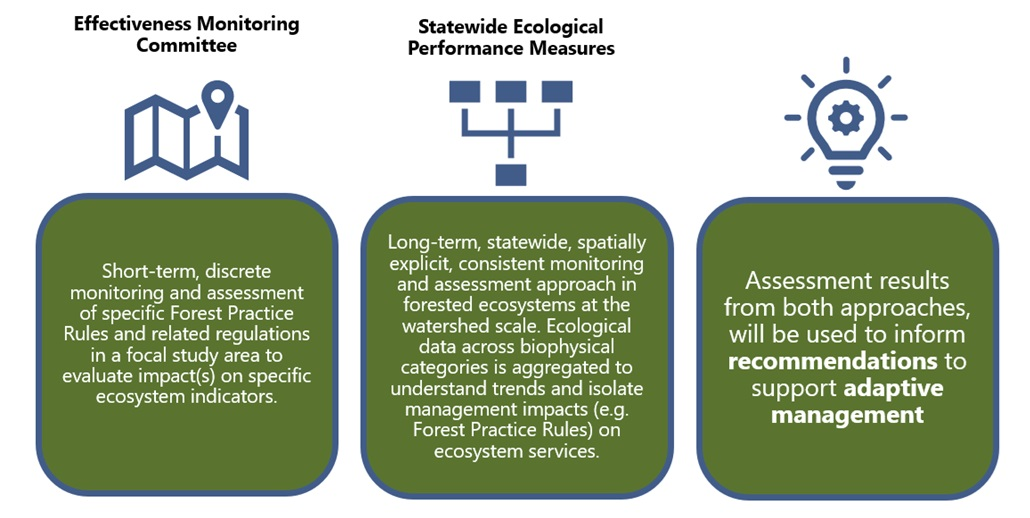 Effectiveness Monitoring
Committee
Short-term, discrete
monitoring and assessment
of specific Forest Practice
Rules and related regulations
in a focal study area to
evaluate impact(s) on specific
ecosystem indicators.
Statewide Ecological
Performance Measures
Long-term, statewide, spatially
explicit, consistent monitoring
and assessment approach in
forested ecosystems at the
watershed scale. Ecological
data across biophysical
categories is aggregated to
understand trends and isolate
management impacts (e.g.
Forest Practice Rules) on
ecosystem services.
Assessment results
from both approaches,
will be used to inform
recommendations to
support adaptive
management